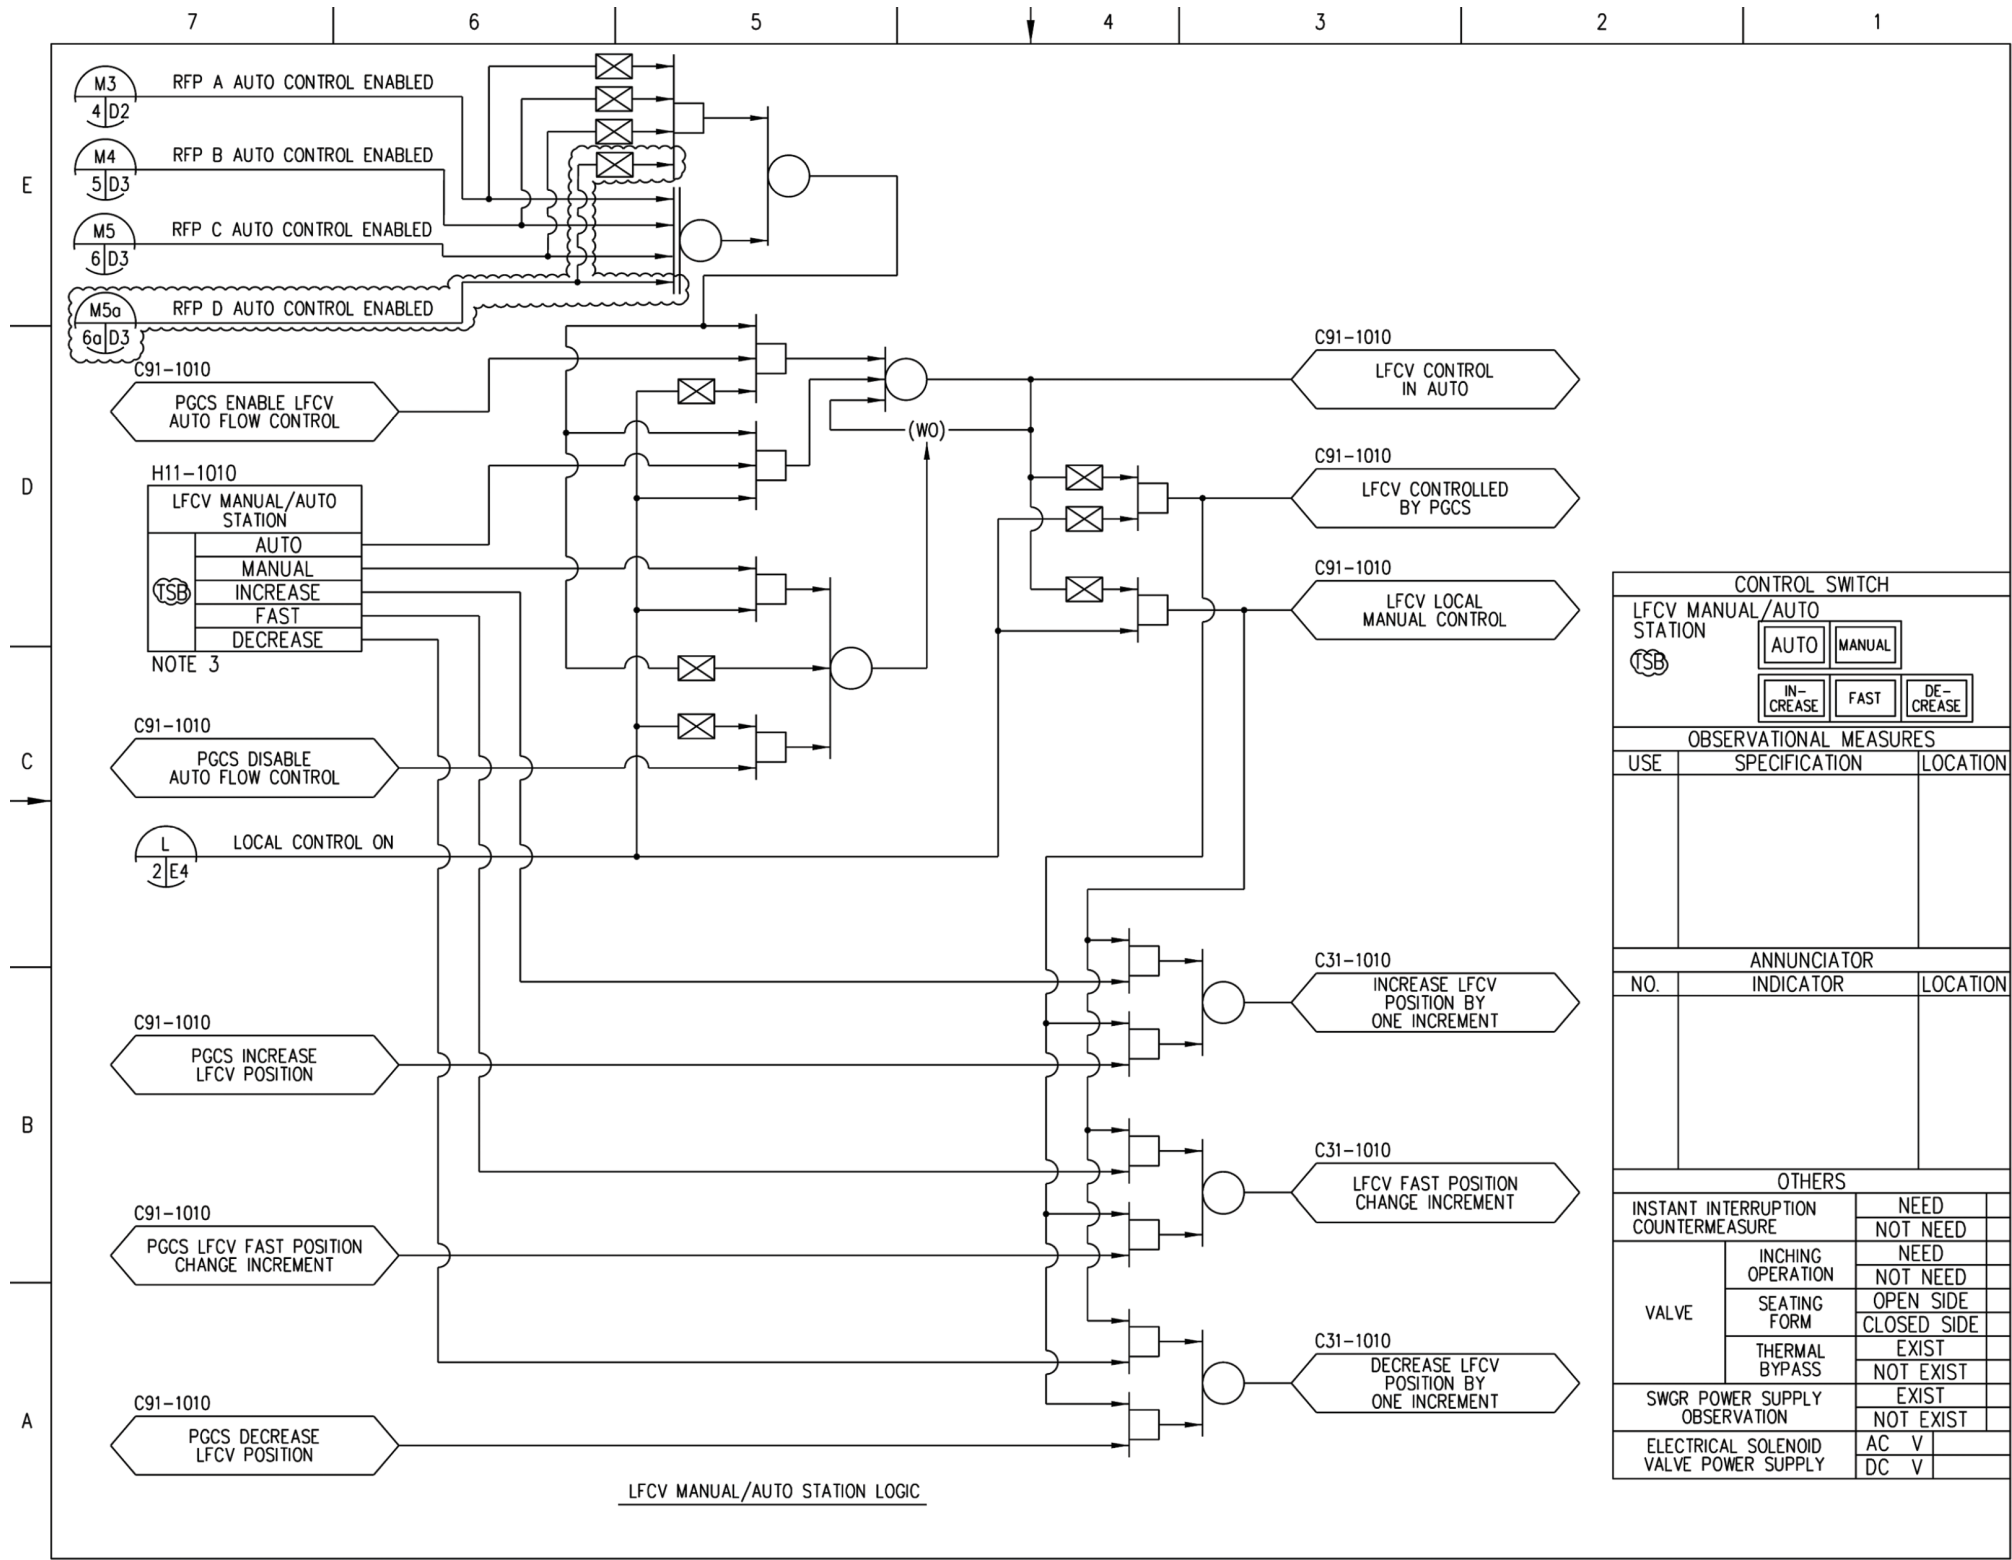 7 6 5 4 3 2 1
E
D
C
B
A
M3
4 D2
RFP A AUTO CONTROL ENABLED
M4
5 D3
RFP B AUTO CONTROL ENABLED
M5
6 D3
RFP C AUTO CONTROL ENABLED
M5a
6a D3
RFP D AUTO CONTROL ENABLED
C91-1010
PGCS ENABLE LFCV
AUTO FLOW CONTROL
H11-1010
LFCV MANUAL/AUTO
STATION
TSB
AUTO
MANUAL
INCREASE
FAST
DECREASE
NOTE 3
C91-1010
PGCS DISABLE
AUTO FLOW CONTROL
L
2 E4
LOCAL CONTROL ON
C91-1010
PGCS INCREASE
LFCV POSITION
C91-1010
PGCS LFCV FAST POSITION
CHANGE INCREMENT
C91-1010
PGCS DECREASE
LFCV POSITION
(WO)
C91-1010
LFCV CONTROL
IN AUTO
C91-1010
LFCV CONTROLLED
BY PGCS
C91-1010
LFCV LOCAL
MANUAL CONTROL
C31-1010
INCREASE LFCV
POSITION BY
ONE INCREMENT
C31-1010
LFCV FAST POSITION
CHANGE INCREMENT
C31-1010
DECREASE LFCV
POSITION BY
ONE INCREMENT
LFCV MANUAL/AUTO STATION LOGIC
CONTROL SWITCH
LFCV MANUAL/AUTO
STATION
TSB
AUTO MANUAL
IN-
CREASE
FAST
DE-
CREASE
OBSERVATIONAL MEASURES
USE SPECIFICATION LOCATION
ANNUNCIATOR
NO. INDICATOR LOCATION
OTHERS
INSTANT INTERRUPTION
COUNTERMEASURE
NEED
NOT NEED
VALVE
INCHING
OPERATION
NEED
NOT NEED
SEATING
FORM
OPEN SIDE
CLOSED SIDE
THERMAL
BYPASS
EXIST
NOT EXIST
SWGR POWER SUPPLY
OBSERVATION
EXIST
NOT EXIST
ELECTRICAL SOLENOID
VALVE POWER SUPPLY
AC V
DC V